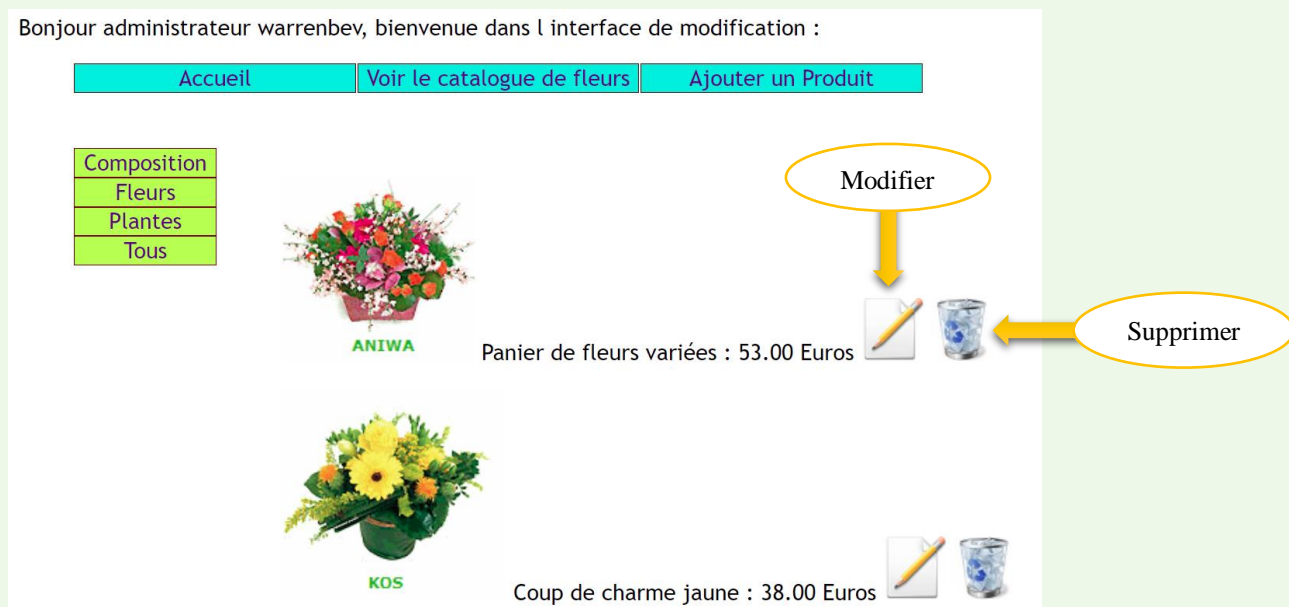 Bonjour administrateur warrenbev, bienvenue dans l interface de modification :
Accueil Voir le catalogue de fleurs Ajouter un Produit
Composition
Fleurs
Plantes
Tous
Modifier
Supprimer
ANIWA
Panier de fleurs variées : 53.00 Euros
KOS
Coup de charme jaune : 38.00 Euros